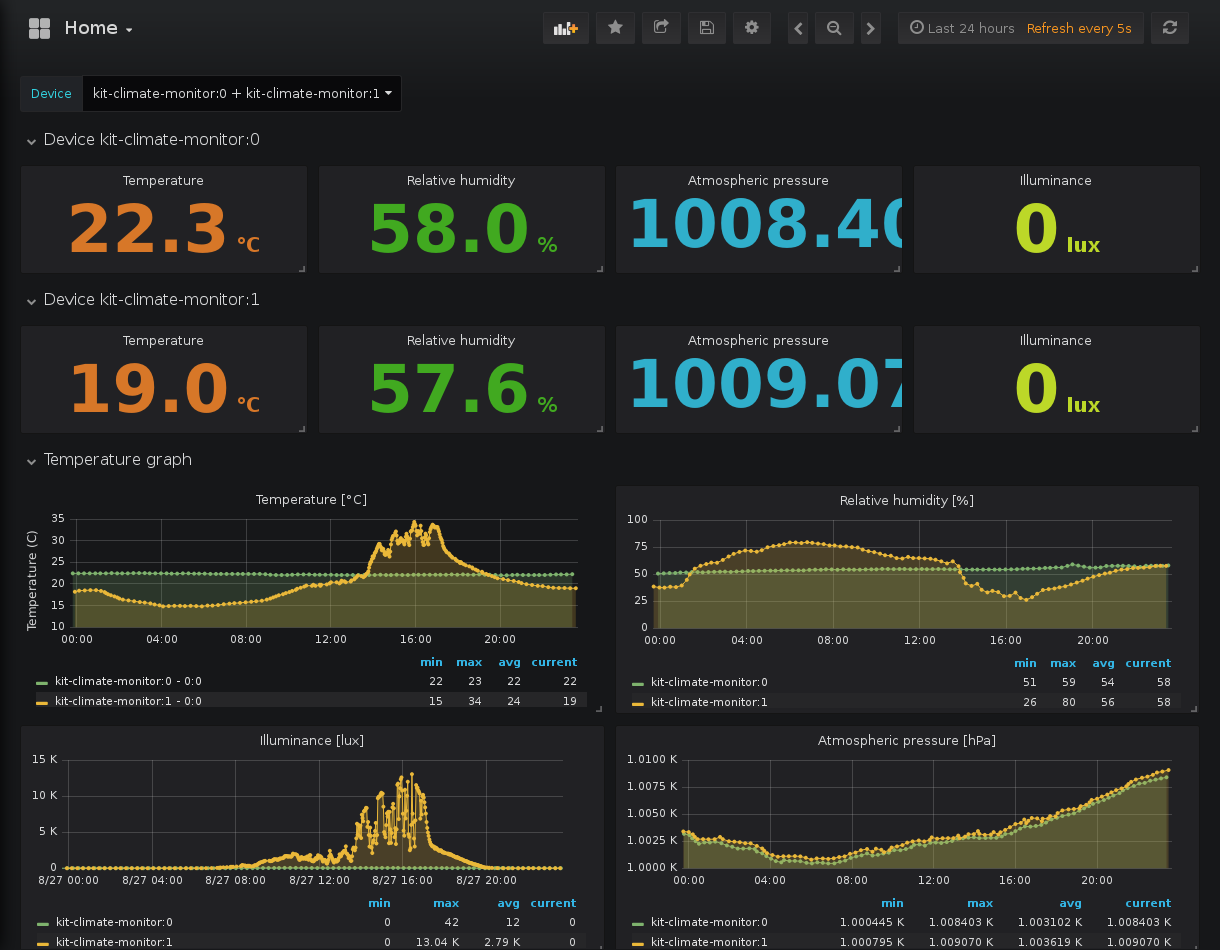 Home
Last 24 hours Refresh every 5s
Device kit-climate-monitor:0 + kit-climate-monitor:1
Device kit-climate-monitor:0
Temperature Relative humidity Atmospheric pressure Illuminance
22.3 °C 58.0 % 1008.40 0 lux
Device kit-climate-monitor:1
Temperature Relative humidity Atmospheric pressure Illuminance
19.0 °C 57.6 % 1009.07 0 lux
Temperature graph
Temperature [°C]
Temperature (C)
35
30
25
20
15
10
00:00 04:00 08:00 12:00 16:00 20:00
min max avg current
kit-climate-monitor:0 - 0:0 22 23 22 22
kit-climate-monitor:1 - 0:0 15 34 24 19
Relative humidity [%]
100
75
50
25
0
00:00 04:00 08:00 12:00 16:00 20:00
min max avg current
kit-climate-monitor:0 51 59 54 58
kit-climate-monitor:1 26 80 56 58
Illuminance [lux]
15 K
10 K
5 K
0
8/27 00:00 8/27 04:00 8/27 08:00 8/27 12:00 8/27 16:00 8/27 20:00
min max avg current
kit-climate-monitor:0 0 42 12 0
kit-climate-monitor:1 0 13.04 K 2.79 K 0
Atmospheric pressure [hPa]
1.0100 K
1.0075 K
1.0050 K
1.0025 K
1.0000 K
00:00 04:00 08:00 12:00 16:00 20:00
min max avg current
kit-climate-monitor:0 1.000445 K 1.008403 K 1.003102 K 1.008403 K
kit-climate-monitor:1 1.000795 K 1.009070 K 1.003619 K 1.009070 K